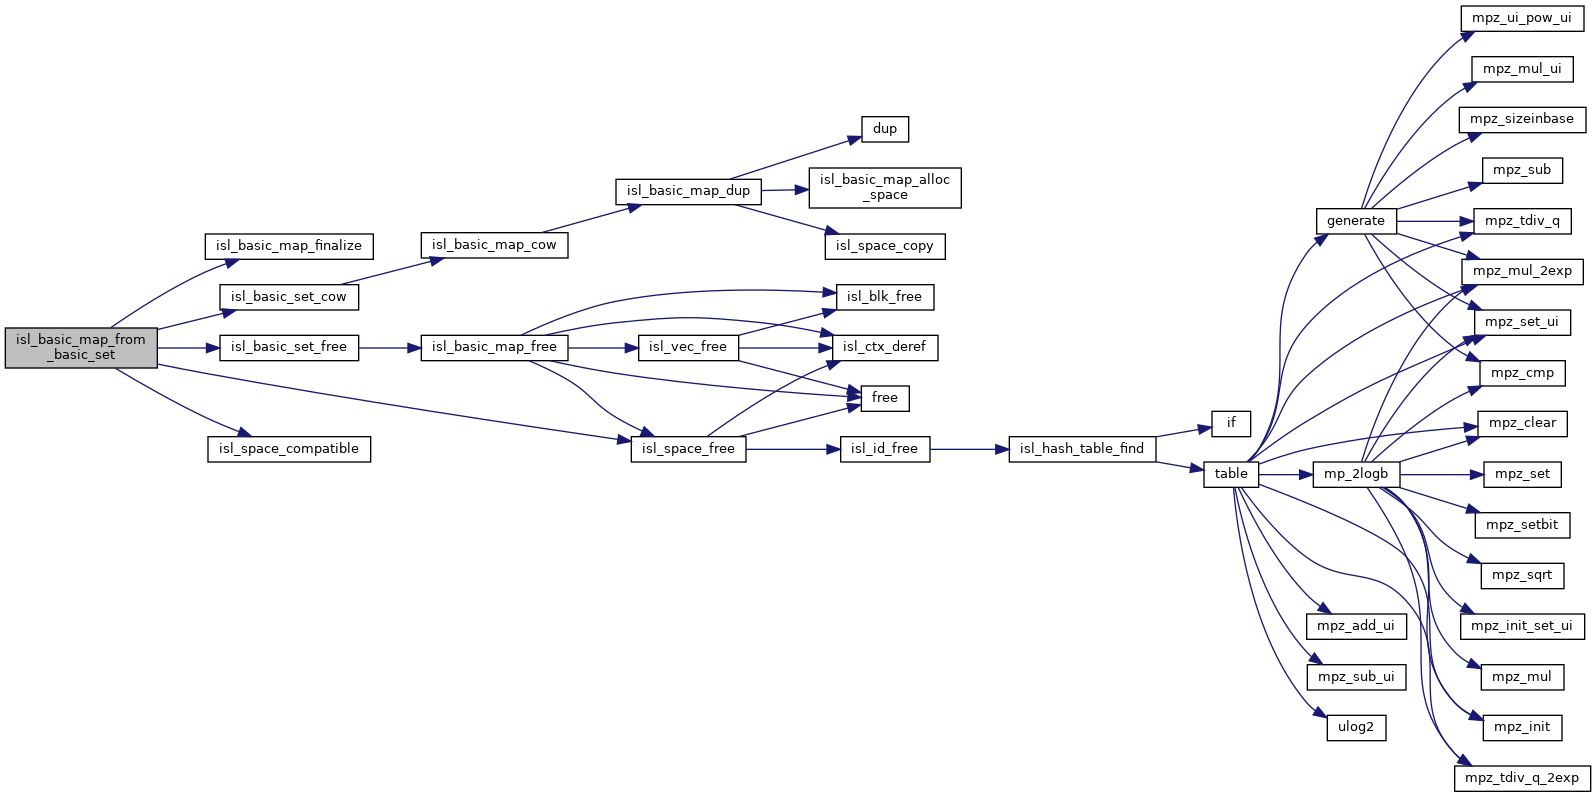 isl_basic_map_from
_basic_set
isl_basic_map_finalize
isl_basic_set_cow
isl_basic_set_free
isl_space_compatible
isl_basic_map_cow
isl_basic_map_free
isl_basic_map_dup
isl_vec_free
isl_space_free
dup
isl_basic_map_alloc
_space
isl_space_copy
isl_blk_free
isl_ctx_deref
free
isl_id_free
isl_hash_table_find
if
table
generate
mp_2logb
mpz_add_ui
mpz_sub_ui
ulog2
mpz_ui_pow_ui
mpz_mul_ui
mpz_sizeinbase
mpz_sub
mpz_tdiv_q
mpz_mul_2exp
mpz_set_ui
mpz_cmp
mpz_clear
mpz_set
mpz_setbit
mpz_sqrt
mpz_init_set_ui
mpz_mul
mpz_init
mpz_tdiv_q_2exp